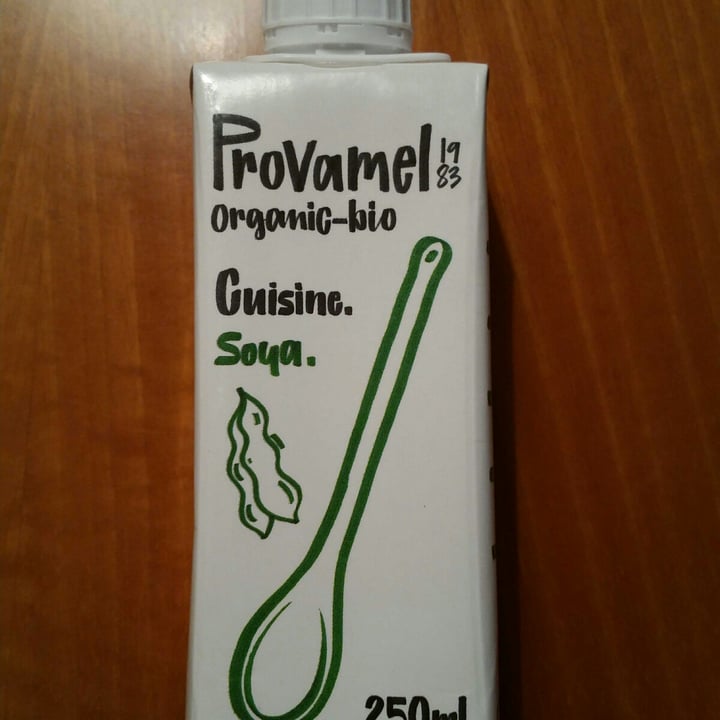 Provamel 19 83
organic-bio
Cuisine.
Soya.
250ml